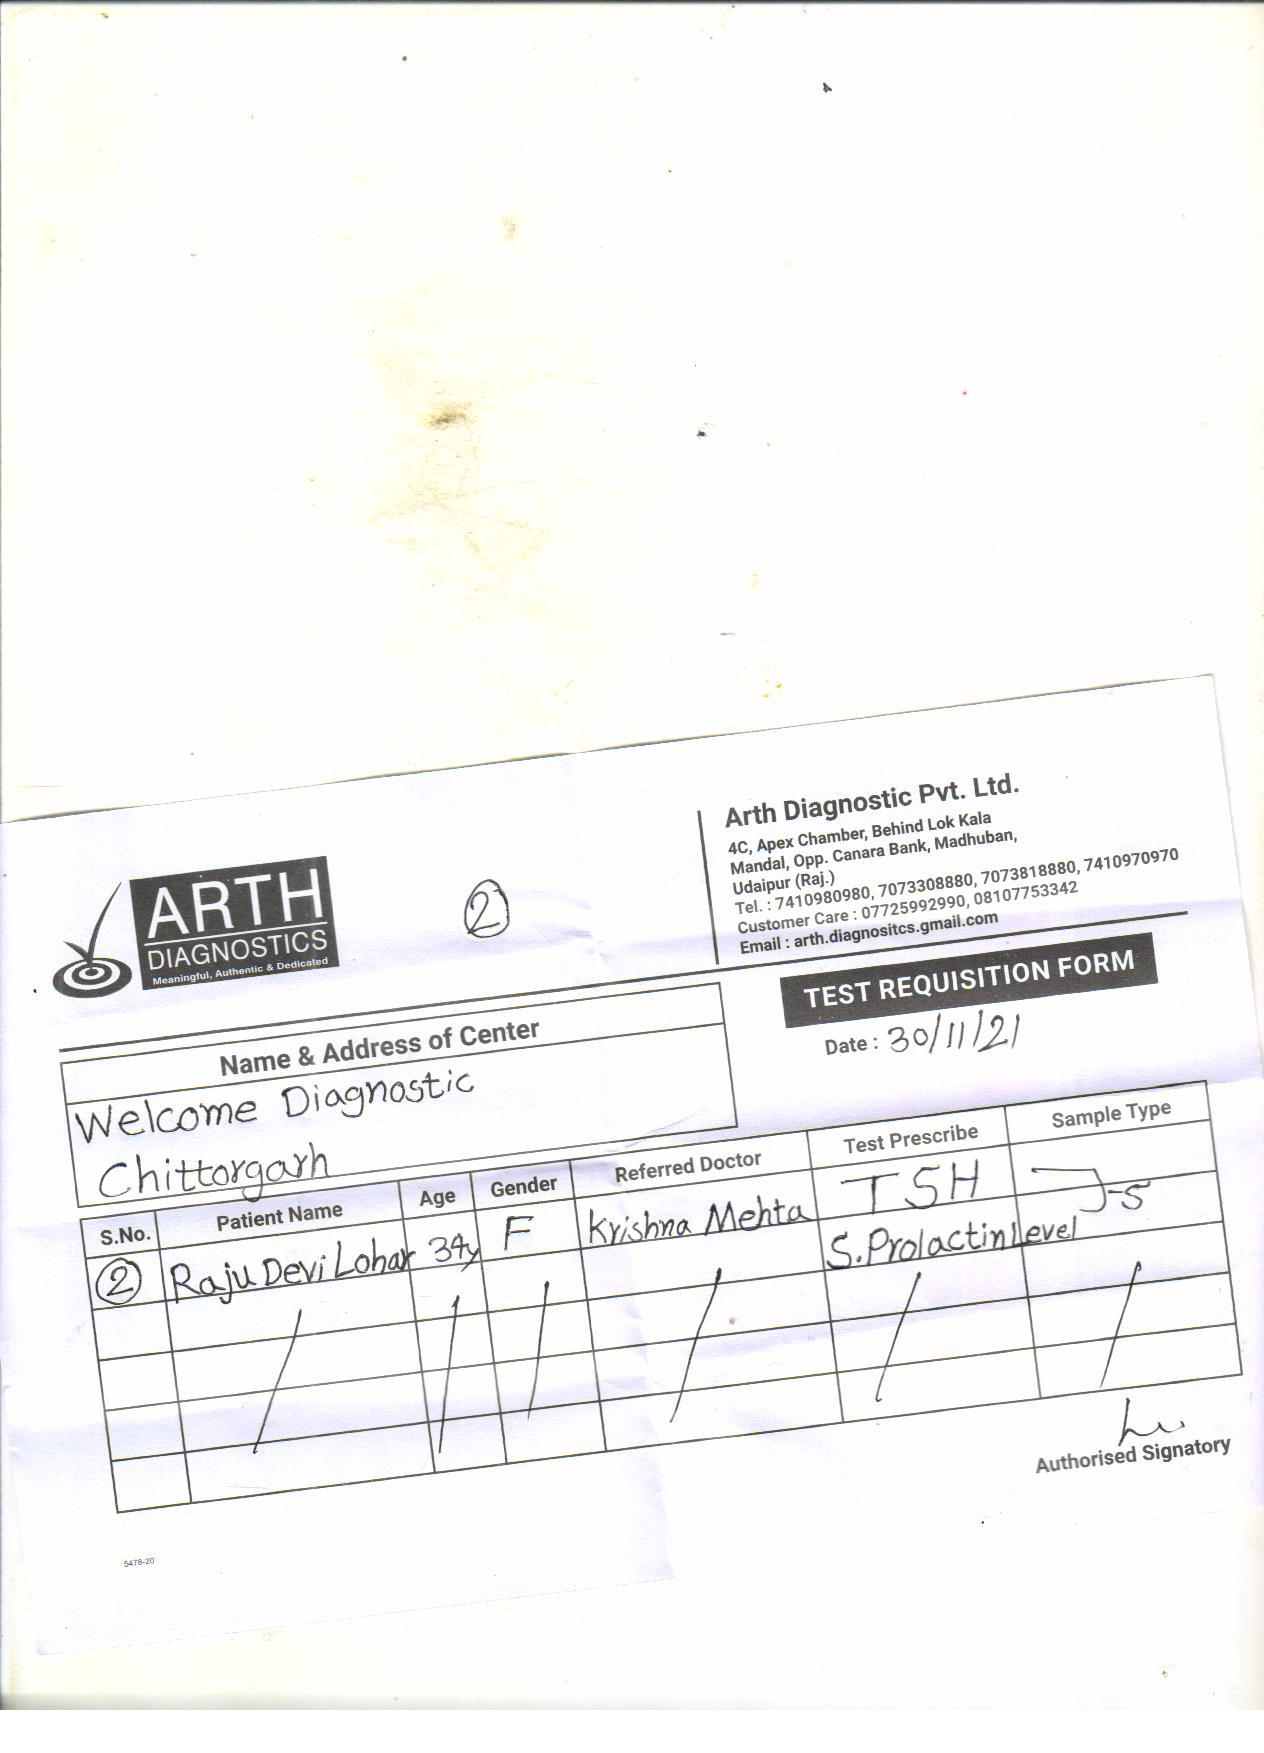 ARTH
DIAGNOSTICS
Meaningful, Authentic & Dedicated
2
Arth Diagnostic Pvt. Ltd.
4C, Apex Chamber, Behind Lok Kala
Mandal, Opp. Canara Bank, Madhuban,
Udaipur (Raj.)
Tel. : 7410980980, 7073308880, 7073818880, 7410970970
Customer Care : 07725992990, 08107753342
Email : arth.diagnositcs.gmail.com
TEST REQUISITION FORM
Date : 30/11/21
Name & Address of Center
Welcome Diagnostic
Chittorgarh
S.No. Patient Name Age Gender Referred Doctor Test Prescribe Sample Type
2 Raju Devi Lohar 34y F Krishna Mehta TSH -S
S. Prolactin Level
Authorised Signatory
5478-20